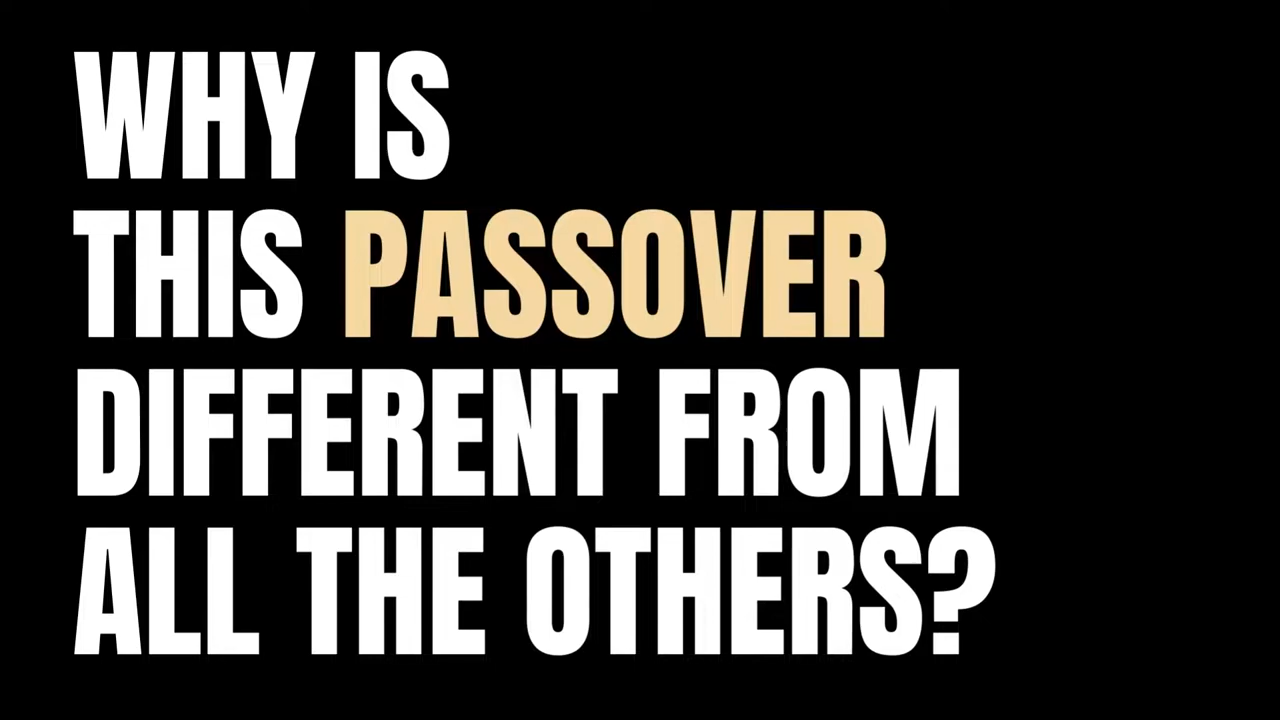 WHY IS
THIS PASSOVER
DIFFERENT FROM
ALL THE OTHERS?